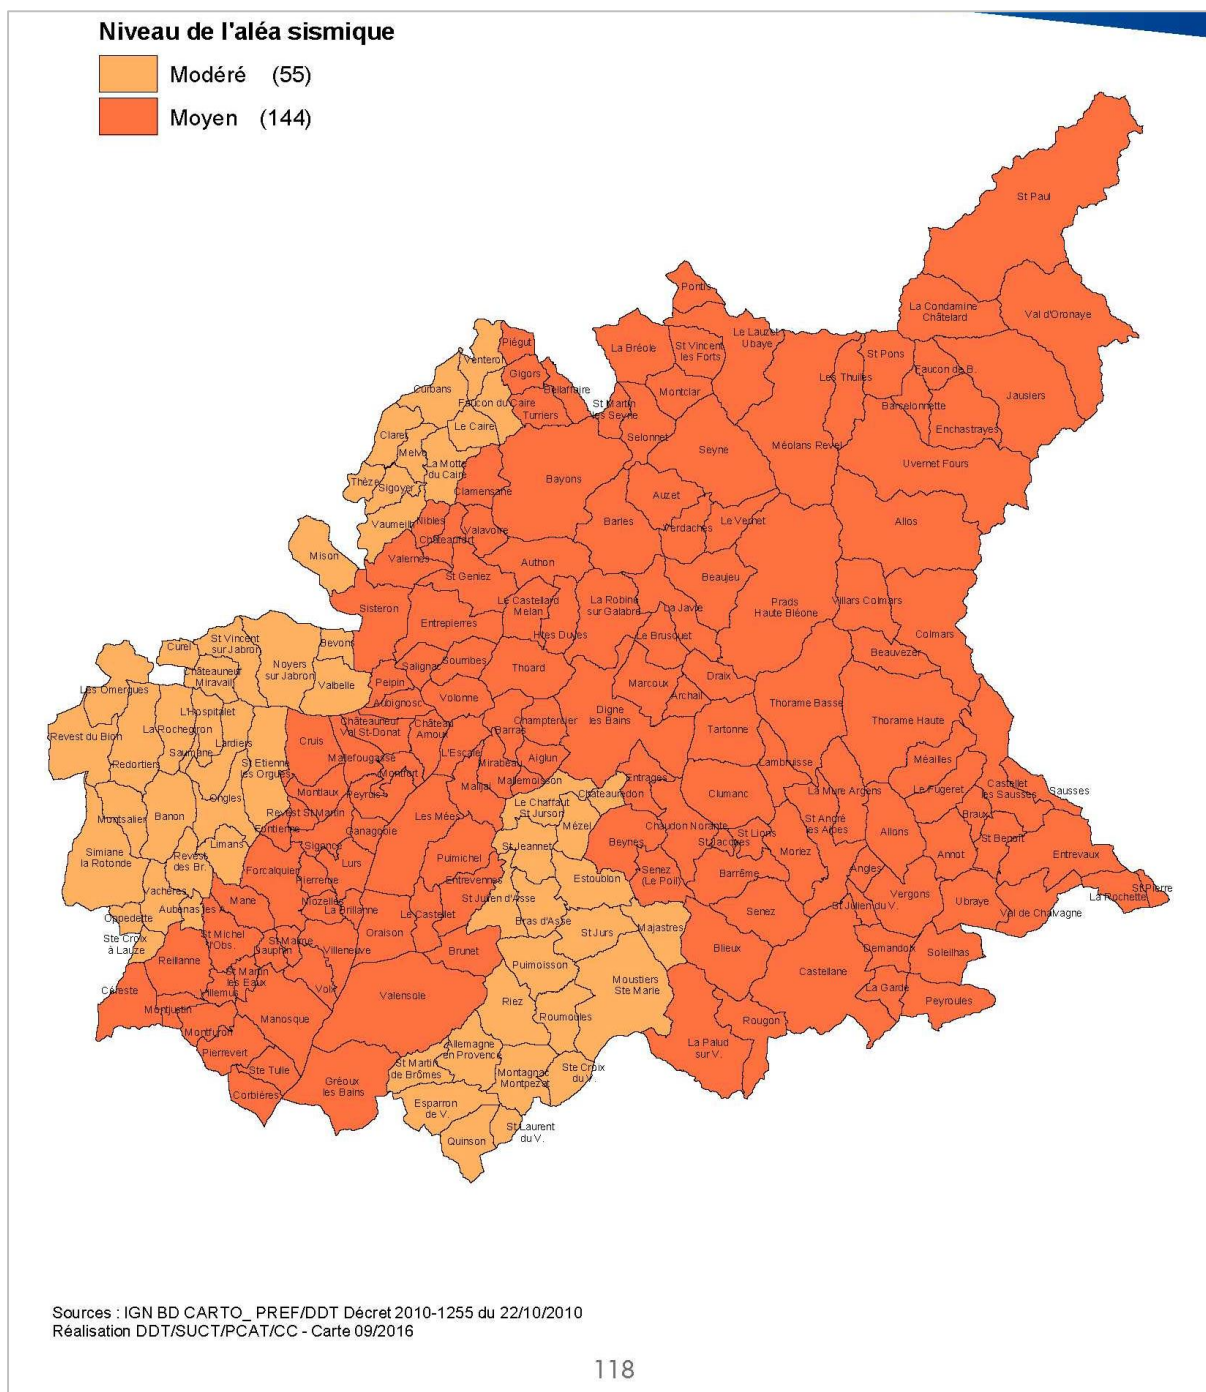 Niveau de l'aléa sismique
Modéré (55)
Moyen (144)
St Paul
Pontis
La Condamine
Châtelard
Val d'Oronaye
Le Lauzet
Ubaye
La Bréole
St Vincent
les Forts
Piégut
Venterol
St Pons
Gigors
Les Thuiles
Faucon de B.
Curbans
Bellaffaire
Montclar
Jausiers
Faucon du Caire
St Martin
les Seyne
Barcelonnette
Turriers
Le Caire
Enchastrayes
Claret
Selonnet
Méolans Revel
Seyne
Melve
Uvernet Fours
La Motte
du Caire
Thèze
Sigoyer
Clamensane
Bayons
Auzet
Vaumeilh
Nibles
Barles
Verdaches
Le Vernet
Allos
Valavoire
Châteaufort
Mison
Valernes
Authon
St Geniez
Beaujeu
Sisteron
Le Castellard
Melan
La Robine
sur Galabre
La Javie
Prads
Haute Bléone
Villars Colmars
Entrepierres
Htes Duyes
Le Brusquet
Colmars
St Vincent
sur Jabron
Curel
Bevons
Beauvezer
Noyers
sur Jabron
Salignac
Sourribes
Thoard
Châteauneuf
Miravail
Valbelle
Peipin
Marcoux
Draix
Les Omergues
Aubignosc
Volonne
Archail
Thorame Basse
L'Hospitalet
Digne
les Bains
Thorame Haute
Revest du Bion
La Rochegiron
Châteauneuf
Val St-Donat
Château
Arnoux
Champtercier
Barras
Tartonne
Lardiers
Cruis
Saumane
Mallefougasse
L'Escale
Mirabeau
Aiglun
Lambruisse
Méailles
Redortiers
St Etienne
les Orgues
Montfort
Mallemoisson
Malijai
Entrages
Castellet
les Sausses
Sausses
Montlaux
Peyruis
Châteauredon
Clumanc
La Mure Argens
Le Fugeret
Ongles
Revest St Martin
Le Chaffaut
St Jurson
Les Mées
Montsalier
Banon
Fontienne
Ganagobie
Mézel
Chaudon Norante
St Lions
St André
les Alpes
Allons
Braux
St Benoit
Limans
Sigonce
St Jeannet
Beynes
St Jacques
Moriez
Annot
Entrevaux
Simiane
la Rotonde
Revest
des Br.
Lurs
Puimichel
Forcalquier
Senez
(Le Poil)
Barrême
Angles
Vachères
Pierrerue
Entrevennes
Estoublon
St Pierre
La Rochette
Niozelles
St Julien d'Asse
Vergons
Ubraye
Mane
La Brillanne
Aubenas les A.
St Julien du V.
Val de Chalvagne
Oppedette
Le Castellet
Bras d'Asse
Majastres
Senez
Ste Croix
à Lauze
St Michel
l'Obs.
Oraison
St Jurs
St Maime
Dauphin
Villeneuve
Brunet
Blieux
Demandolx
Soleilhas
Reillanne
St Martin
les Eaux
Puimoisson
Moustiers
Ste Marie
Castellane
Villemus
Volx
La Garde
Céreste
Valensole
Riez
Peyroules
Montjustin
Manosque
Roumoules
Rougon
Montfuron
La Palud
sur V.
Pierrevert
Allemagne
en Provence
St Martin
de Brômes
Ste Croix
du V.
Ste Tulle
Montagnac
Montpezat
Gréoux
les Bains
Corbières
Esparron
de V.
St Laurent
du V.
Quinson
Sources : IGN BD CARTO_ PREF/DDT Décret 2010-1255 du 22/10/2010
Réalisation DDT/SUCT/PCAT/CC - Carte 09/2016
118